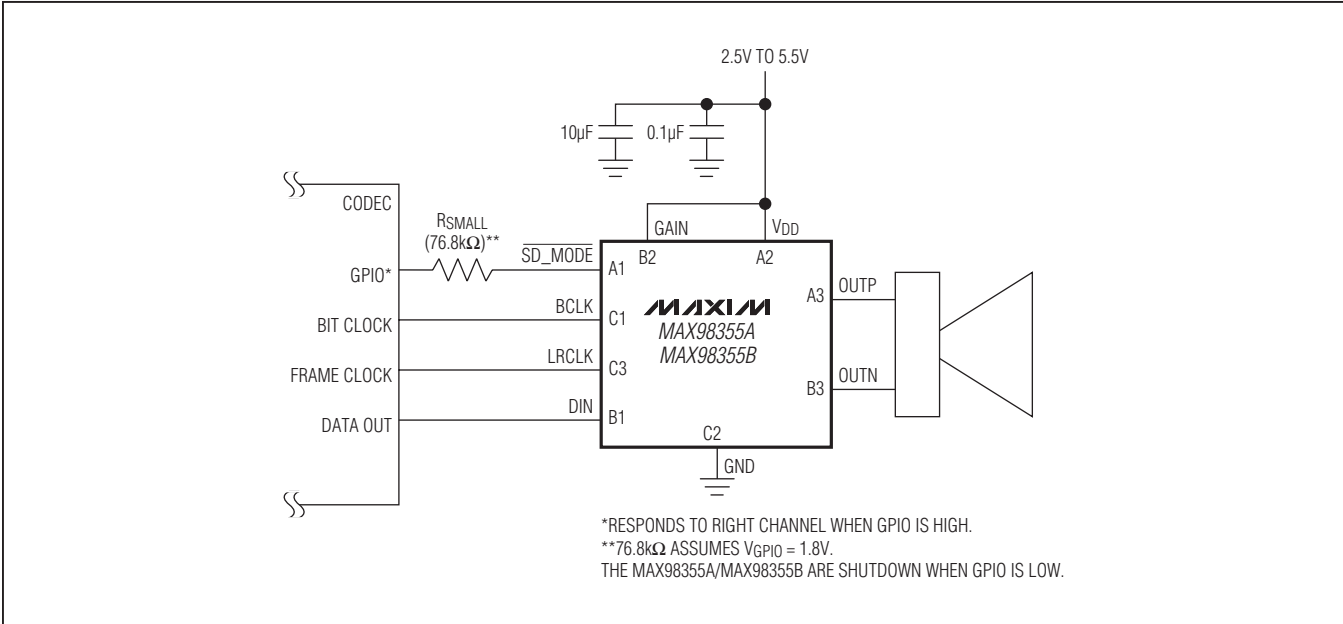 2.5V TO 5.5V
10µF
0.1µF
CODEC
RSMALL
(76.8kΩ)**
GPIO*
SD_MODE
A1
GAIN
B2
VDD
A2
BIT CLOCK
BCLK
C1
MAXIM
MAX98355A
MAX98355B
A3
OUTP
FRAME CLOCK
LRCLK
C3
B3
OUTN
DATA OUT
DIN
B1
C2
GND
*RESPONDS TO RIGHT CHANNEL WHEN GPIO IS HIGH.
**76.8kΩ ASSUMES VGPIO = 1.8V.
THE MAX98355A/MAX98355B ARE SHUTDOWN WHEN GPIO IS LOW.